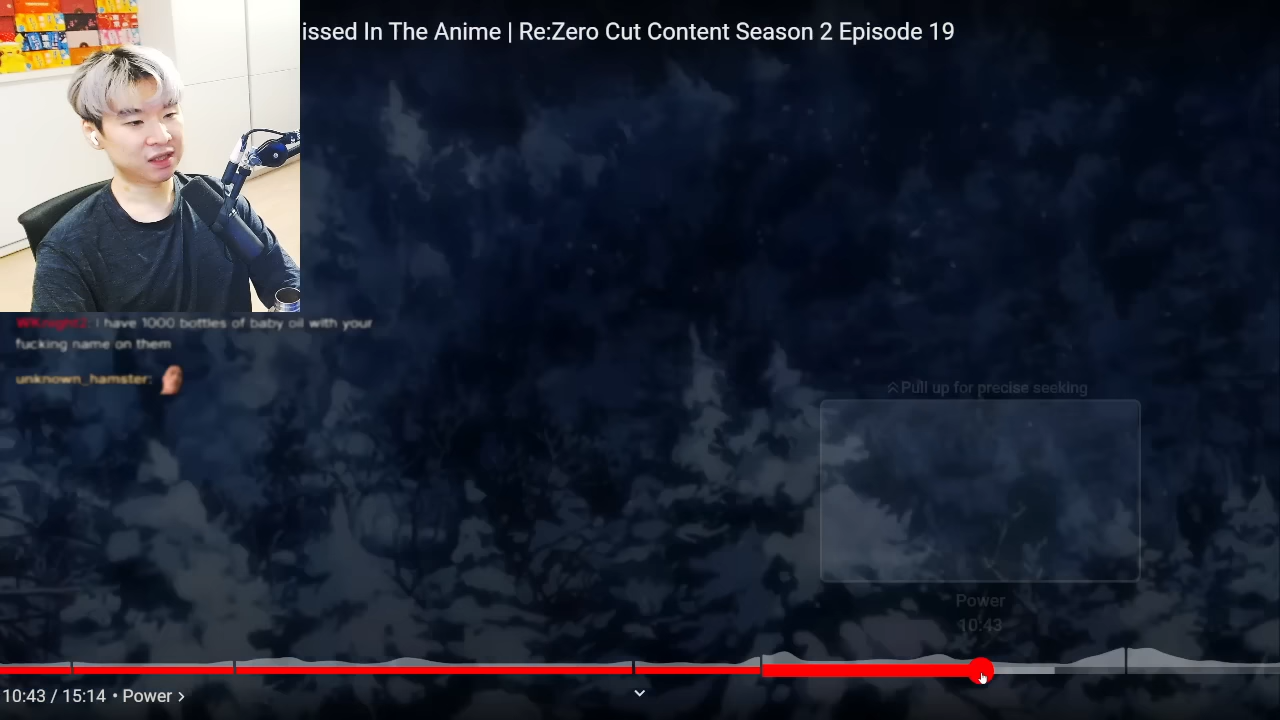 issed In The Anime | Re:Zero Cut Content Season 2 Episode 19
WKnight2: I have 1000 bottles of baby oil with your
fucking name on them
unknown_hamster:
Pull up for precise seeking
Power
10:43
10:43 / 15:14 • Power